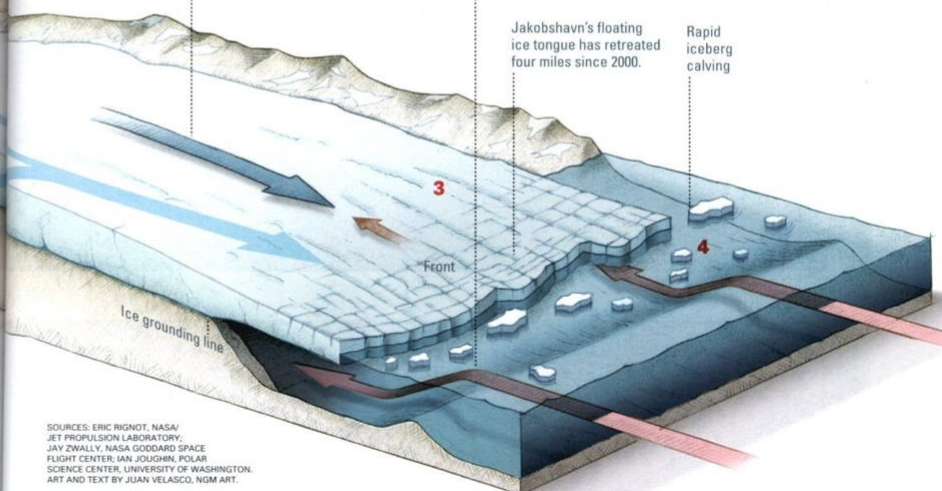 Jakobshavn's floating
ice tongue has retreated
four miles since 2000.
Rapid
iceberg
calving
3
4
Front
Ice grounding line
SOURCES: ERIC RIGNOT, NASA/
JET PROPULSION LABORATORY;
JAY ZWALLY, NASA GODDARD SPACE
FLIGHT CENTER; IAN JOUGHIN, POLAR
SCIENCE CENTER, UNIVERSITY OF WASHINGTON.
ART AND TEXT BY JUAN VELASCO, NGM ART.